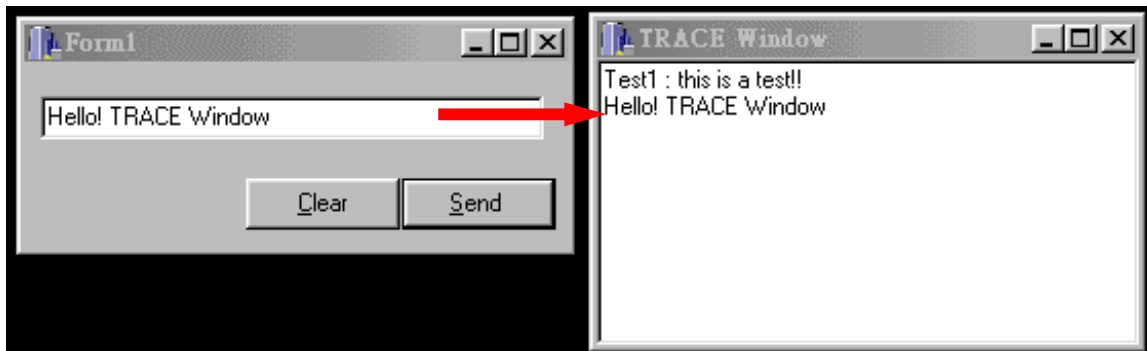 Form1
Hello! TRACE Window
Clear
Send
TRACE Window
Test1 : this is a test!!
Hello! TRACE Window